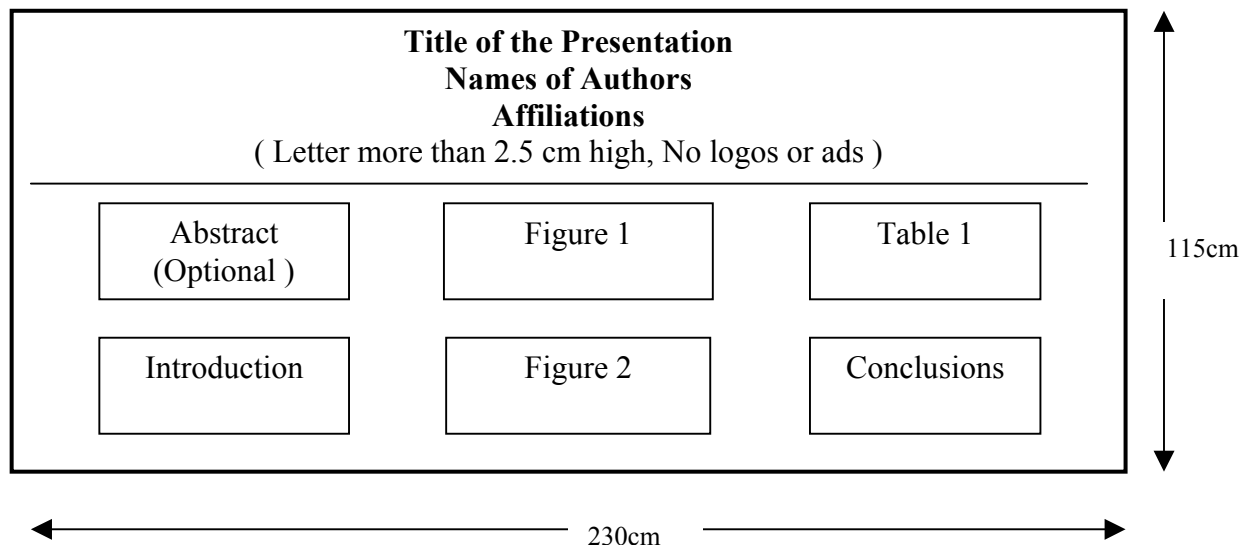 Title of the Presentation
Names of Authors
Affiliations
( Letter more than 2.5 cm high, No logos or ads )
Abstract
(Optional )
Figure 1
Table 1
115cm
Introduction
Figure 2
Conclusions
230cm